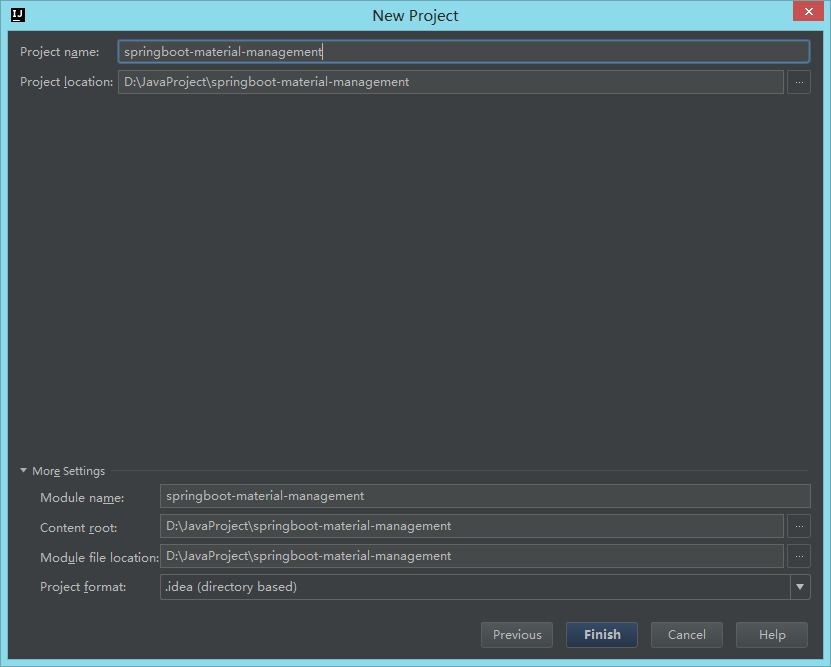 IJ
New Project
Project name: springboot-material-management
Project location: D:\JavaProject\springboot-material-management ...
More Settings
Module name: springboot-material-management
Content root: D:\JavaProject\springboot-material-management ...
Module file location: D:\JavaProject\springboot-material-management ...
Project format: .idea (directory based)
Previous Finish Cancel Help